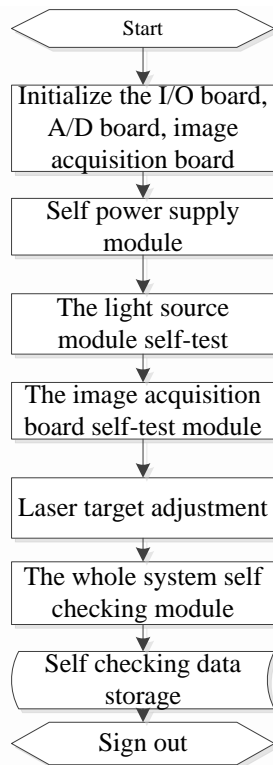 Start
Initialize the I/O board,
A/D board, image
acquisition board
Self power supply
module
The light source
module self-test
The image acquisition
board self-test module
Laser target adjustment
The whole system self
checking module
Self checking data
storage
Sign out